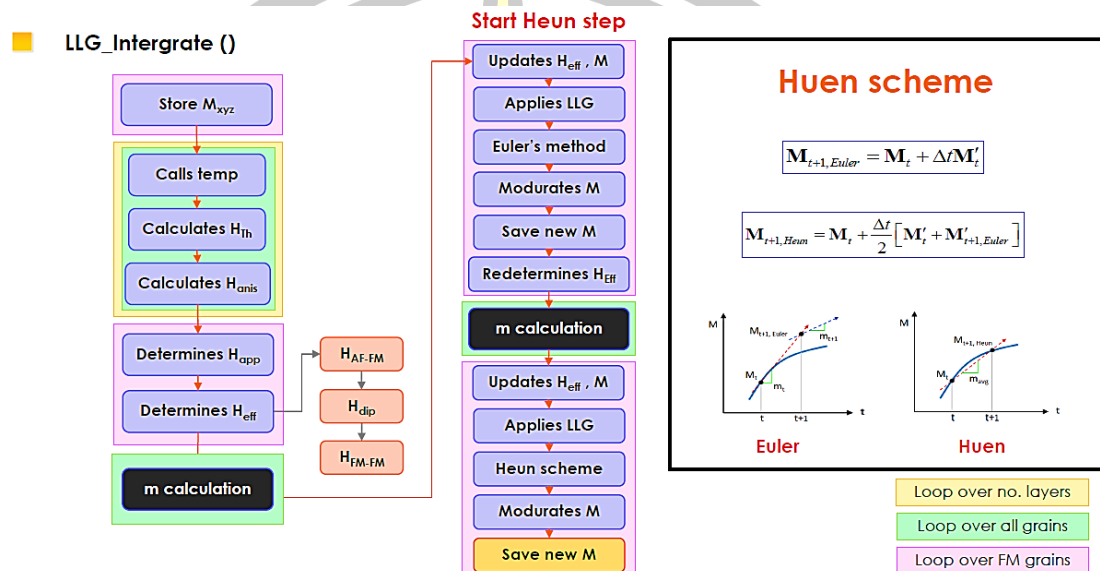 LLG_Intergrate ()
Store Mxyz
Calls temp
Calculates HTh
Calculates Hanis
Determines Happ
Determines Heff
HAF-FM
Hdip
HFM-FM
m calculation
Start Heun step
Updates Heff , M
Applies LLG
Euler's method
Modurates M
Save new M
Redetermines HEff
m calculation
Updates Heff , M
Applies LLG
Heun scheme
Modurates M
Save new M
Huen scheme
Mt+1,Euler = Mt + ΔtM′t
Mt+1,Heun = Mt + Δt/2 [M′t + M′t+1,Euler]
M
Mt+1, Euler
mt+1
Mt
mt
t
t+1
t
Euler
M
Mt+1, Heun
Mt
mavg
t
t+1
t
Huen
Loop over no. layers
Loop over all grains
Loop over FM grains